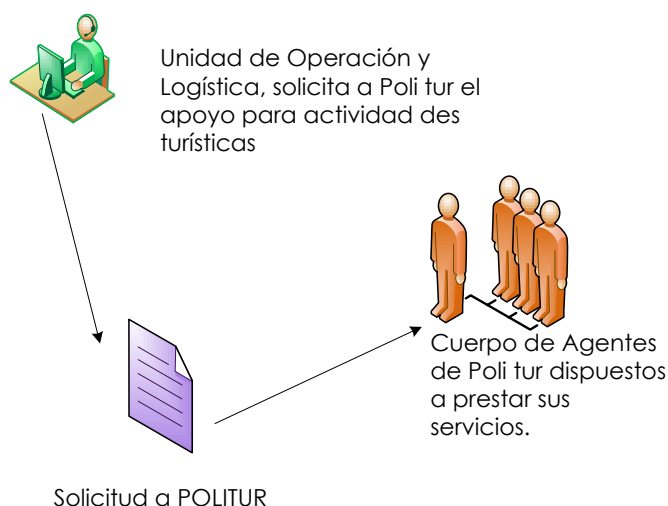 Unidad de Operación y
Logística, solicita a Poli tur el
apoyo para actividad des
turísticas
Cuerpo de Agentes
de Poli tur dispuestos
a prestar sus
servicios.
Solicitud a POLITUR